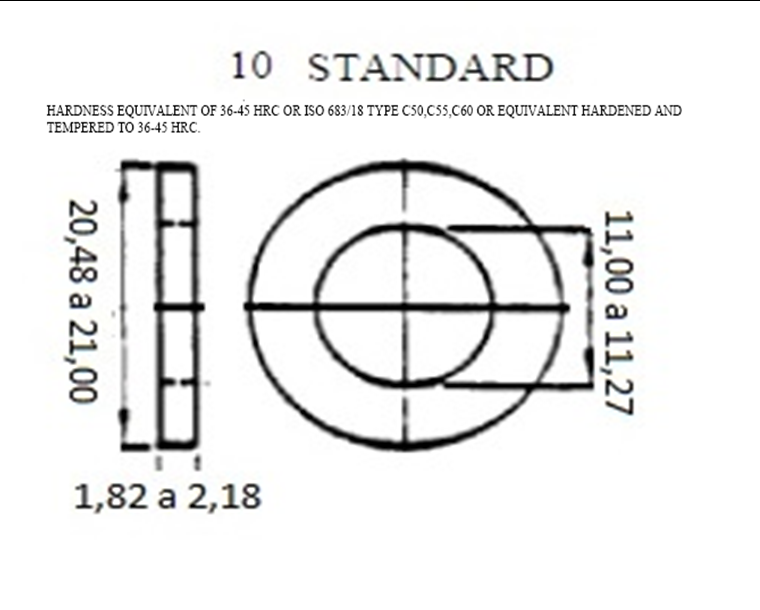 10 STANDARD
HARDNESS EQUIVALENT OF 36-45 HRC OR ISO 683/18 TYPE C50,C55,C60 OR EQUIVALENT HARDENED AND
TEMPERED TO 36-45 HRC.
20,48 a 21,00
11,00 a 11,27
1,82 a 2,18